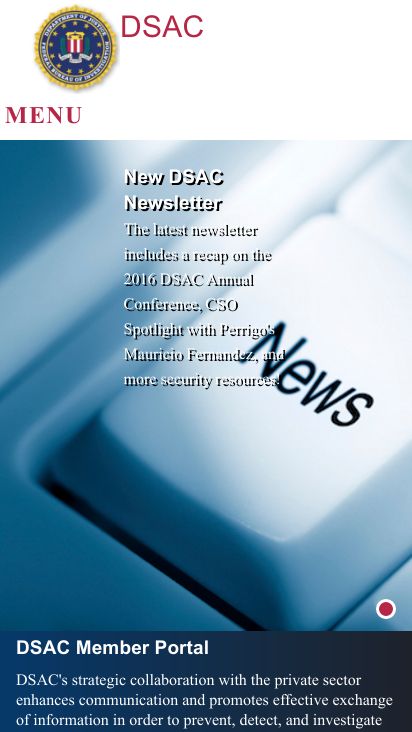 DSAC
MENU
New DSAC
Newsletter
The latest newsletter
includes a recap on the
2016 DSAC Annual
Conference, CSO
Spotlight with Perrigo's
Mauricio Fernandez, and
more security resources.
News
DSAC Member Portal
DSAC's strategic collaboration with the private sector
enhances communication and promotes effective exchange
of information in order to prevent, detect, and investigate